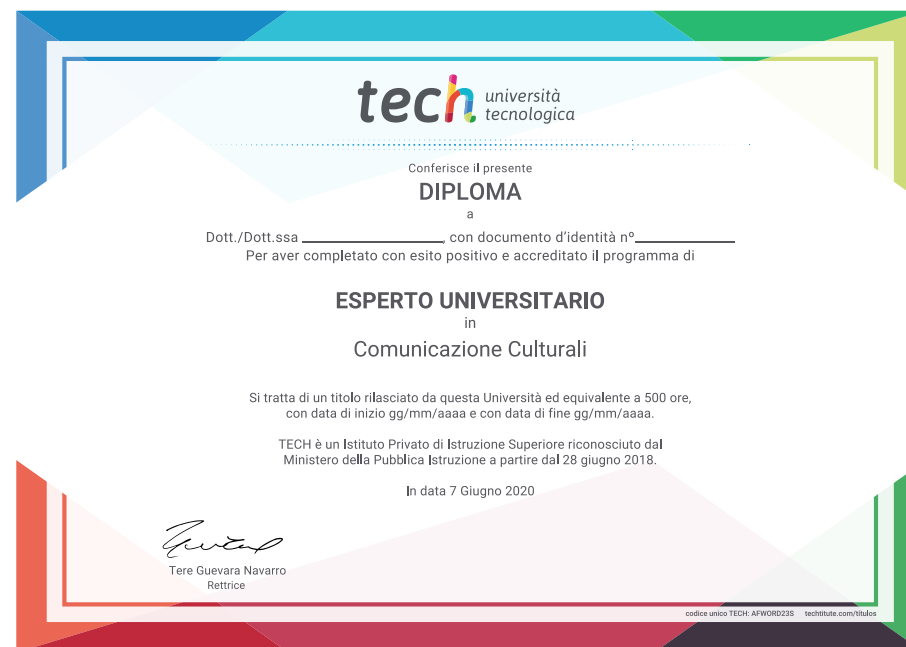 tech università
tecnologica
Conferisce il presente
DIPLOMA
a
Dott./Dott.ssa ____________________, con documento d'identità nº______________
Per aver completato con esito positivo e accreditato il programma di
ESPERTO UNIVERSITARIO
in
Comunicazione Culturali
Si tratta di un titolo rilasciato da questa Università ed equivalente a 500 ore,
con data di inizio gg/mm/aaaa e con data di fine gg/mm/aaaa.
TECH è un Istituto Privato di Istruzione Superiore riconosciuto dal
Ministero della Pubblica Istruzione a partire dal 28 giugno 2018.
In data 7 Giugno 2020
Tere Guevara Navarro
Rettrice
codice unico TECH: AFWORD23S techtitute.com/titulos